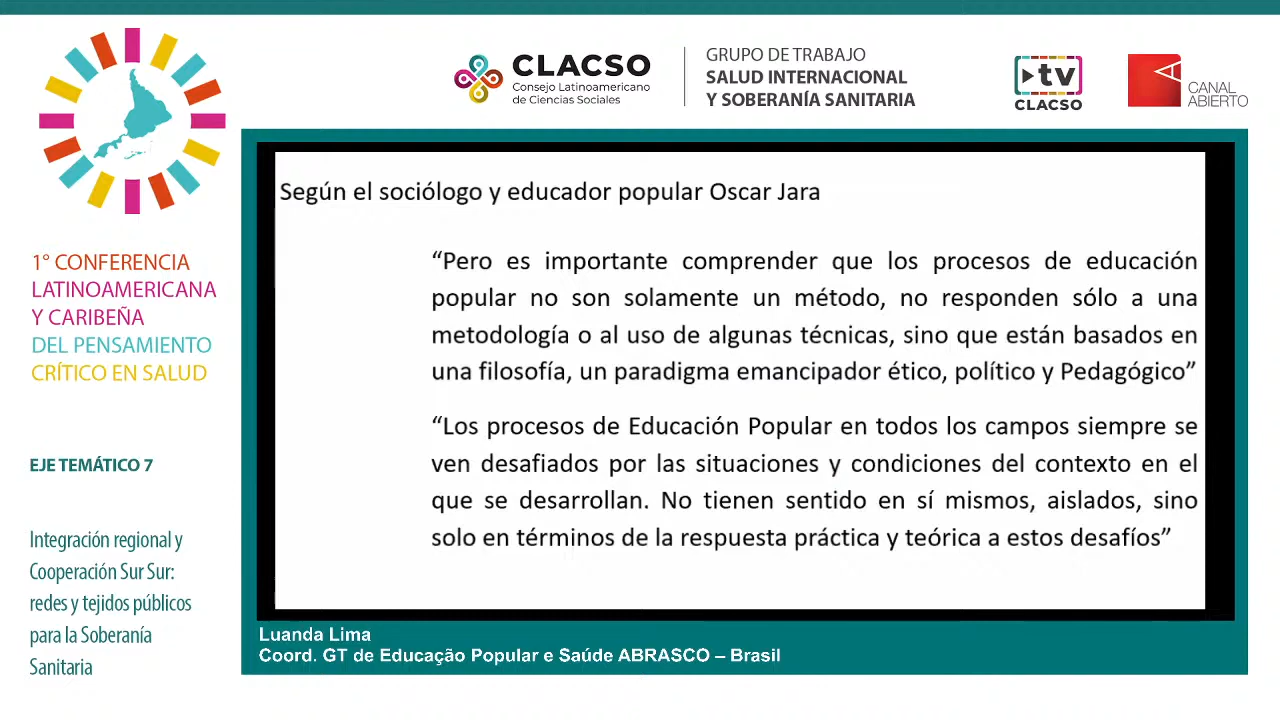 CLACSO
Consejo Latinoamericano
de Ciencias Sociales
GRUPO DE TRABAJO
SALUD INTERNACIONAL
Y SOBERANÍA SANITARIA
tv
CLACSO
CANAL
ABIERTO
1° CONFERENCIA
LATINOAMERICANA
Y CARIBEÑA
DEL PENSAMIENTO
CRÍTICO EN SALUD
EJE TEMÁTICO 7
Integración regional y
Cooperación Sur Sur:
redes y tejidos públicos
para la Soberanía
Sanitaria
Según el sociólogo y educador popular Oscar Jara
“Pero es importante comprender que los procesos de educación
popular no son solamente un método, no responden sólo a una
metodología o al uso de algunas técnicas, sino que están basados en
una filosofía, un paradigma emancipador ético, político y Pedagógico”
“Los procesos de Educación Popular en todos los campos siempre se
ven desafiados por las situaciones y condiciones del contexto en el
que se desarrollan. No tienen sentido en sí mismos, aislados, sino
solo en términos de la respuesta práctica y teórica a estos desafíos”
Luanda Lima
Coord. GT de Educação Popular e Saúde ABRASCO – Brasil